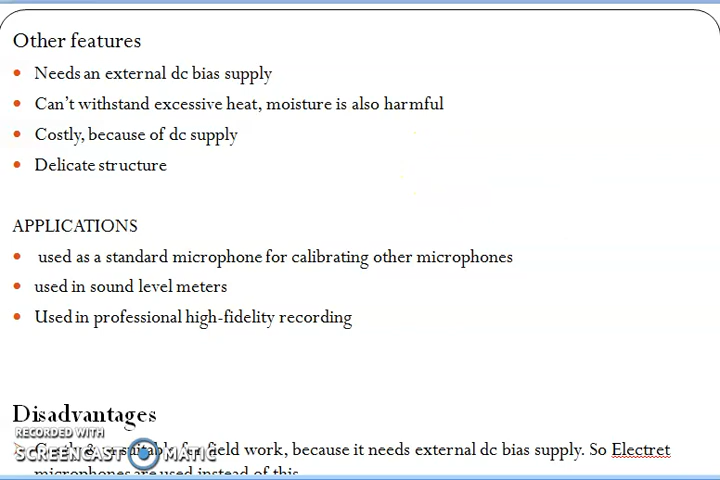 Other features
• Needs an external dc bias supply
• Can't withstand excessive heat, moisture is also harmful
• Costly, because of dc supply
• Delicate structure
APPLICATIONS
• used as a standard microphone for calibrating other microphones
• used in sound level meters
• Used in professional high-fidelity recording
Disadvantages
RECORDED WITH
for field work, because it needs external dc bias supply. So Electret
SCREENCAST MATIC
microphones are used instead of this